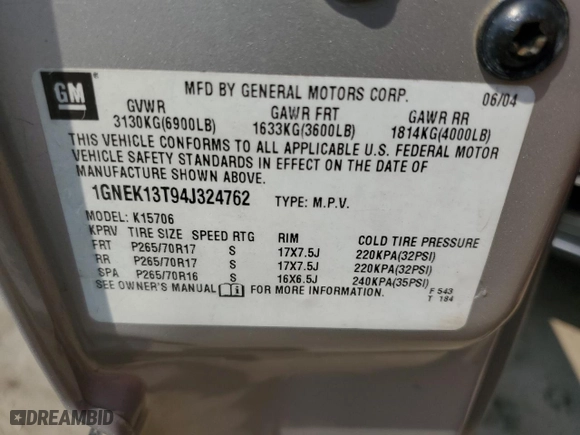 GM
MFD BY GENERAL MOTORS CORP. 06/04
GVWR GAWR FRT GAWR RR
3130KG(6900LB) 1633KG(3600LB) 1814KG(4000LB)
THIS VEHICLE CONFORMS TO ALL APPLICABLE U.S. FEDERAL MOTOR
VEHICLE SAFETY STANDARDS IN EFFECT ON THE DATE OF
MANUFACTURE SHOWN ABOVE.
1GNEK13T94J324762 TYPE: M.P.V.
MODEL: K15706
KPRV TIRE SIZE SPEED RTG RIM COLD TIRE PRESSURE
FRT P265/70R17 S 17X7.5J 220KPA(32PSI)
RR P265/70R17 S 17X7.5J 220KPA(32PSI)
SPA P265/70R16 S 16X6.5J 240KPA(35PSI)
SEE OWNER'S MANUAL FOR MORE INFORMATION
F 543
T 184
DREAMBID